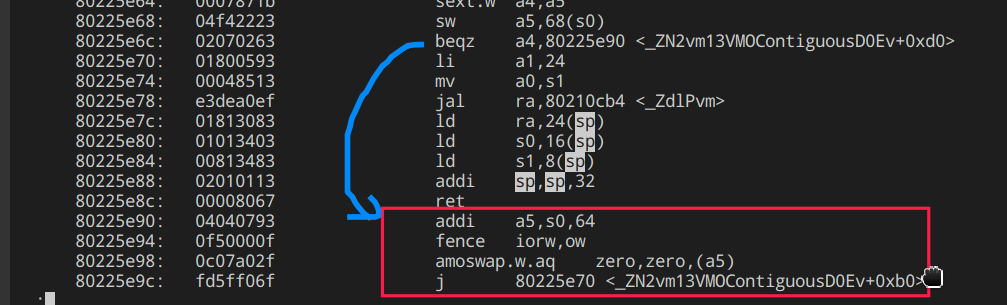 80225e64: 0007871b sext.w a4,a5
80225e68: 04f42223 sw a5,68(s0)
80225e6c: 02070263 beqz a4,80225e90 <_ZN2vm13VMOContiguousD0Ev+0xd0>
80225e70: 01800593 li a1,24
80225e74: 00048513 mv a0,s1
80225e78: e3dea0ef jal ra,80210cb4 <_ZdlPvm>
80225e7c: 01813083 ld ra,24(sp)
80225e80: 01013403 ld s0,16(sp)
80225e84: 00813483 ld s1,8(sp)
80225e88: 02010113 addi sp,sp,32
80225e8c: 00008067 ret
80225e90: 04040793 addi a5,s0,64
80225e94: 0f50000f fence iorw,ow
80225e98: 0c07a02f amoswap.w.aq zero,zero,(a5)
80225e9c: fd5ff06f j 80225e70 <_ZN2vm13VMOContiguousD0Ev+0xb0>